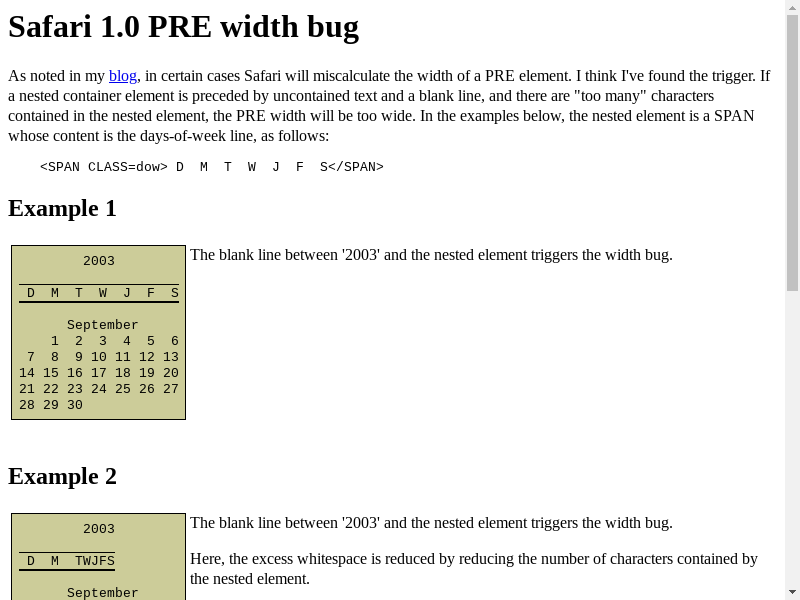 Safari 1.0 PRE width bug
As noted in my blog, in certain cases Safari will miscalculate the width of a PRE element. I think I've found the trigger. If
a nested container element is preceded by uncontained text and a blank line, and there are "too many" characters
contained in the nested element, the PRE width will be too wide. In the examples below, the nested element is a SPAN
whose content is the days-of-week line, as follows:
<SPAN CLASS=dow> D  M  T  W  J  F  S</SPAN>
Example 1
2003
D  M  T  W  J  F  S
September
1  2  3  4  5  6
7  8  9 10 11 12 13
14 15 16 17 18 19 20
21 22 23 24 25 26 27
28 29 30
The blank line between '2003' and the nested element triggers the width bug.
Example 2
2003
D  M  TWJFS
September
The blank line between '2003' and the nested element triggers the width bug.
Here, the excess whitespace is reduced by reducing the number of characters contained by
the nested element.